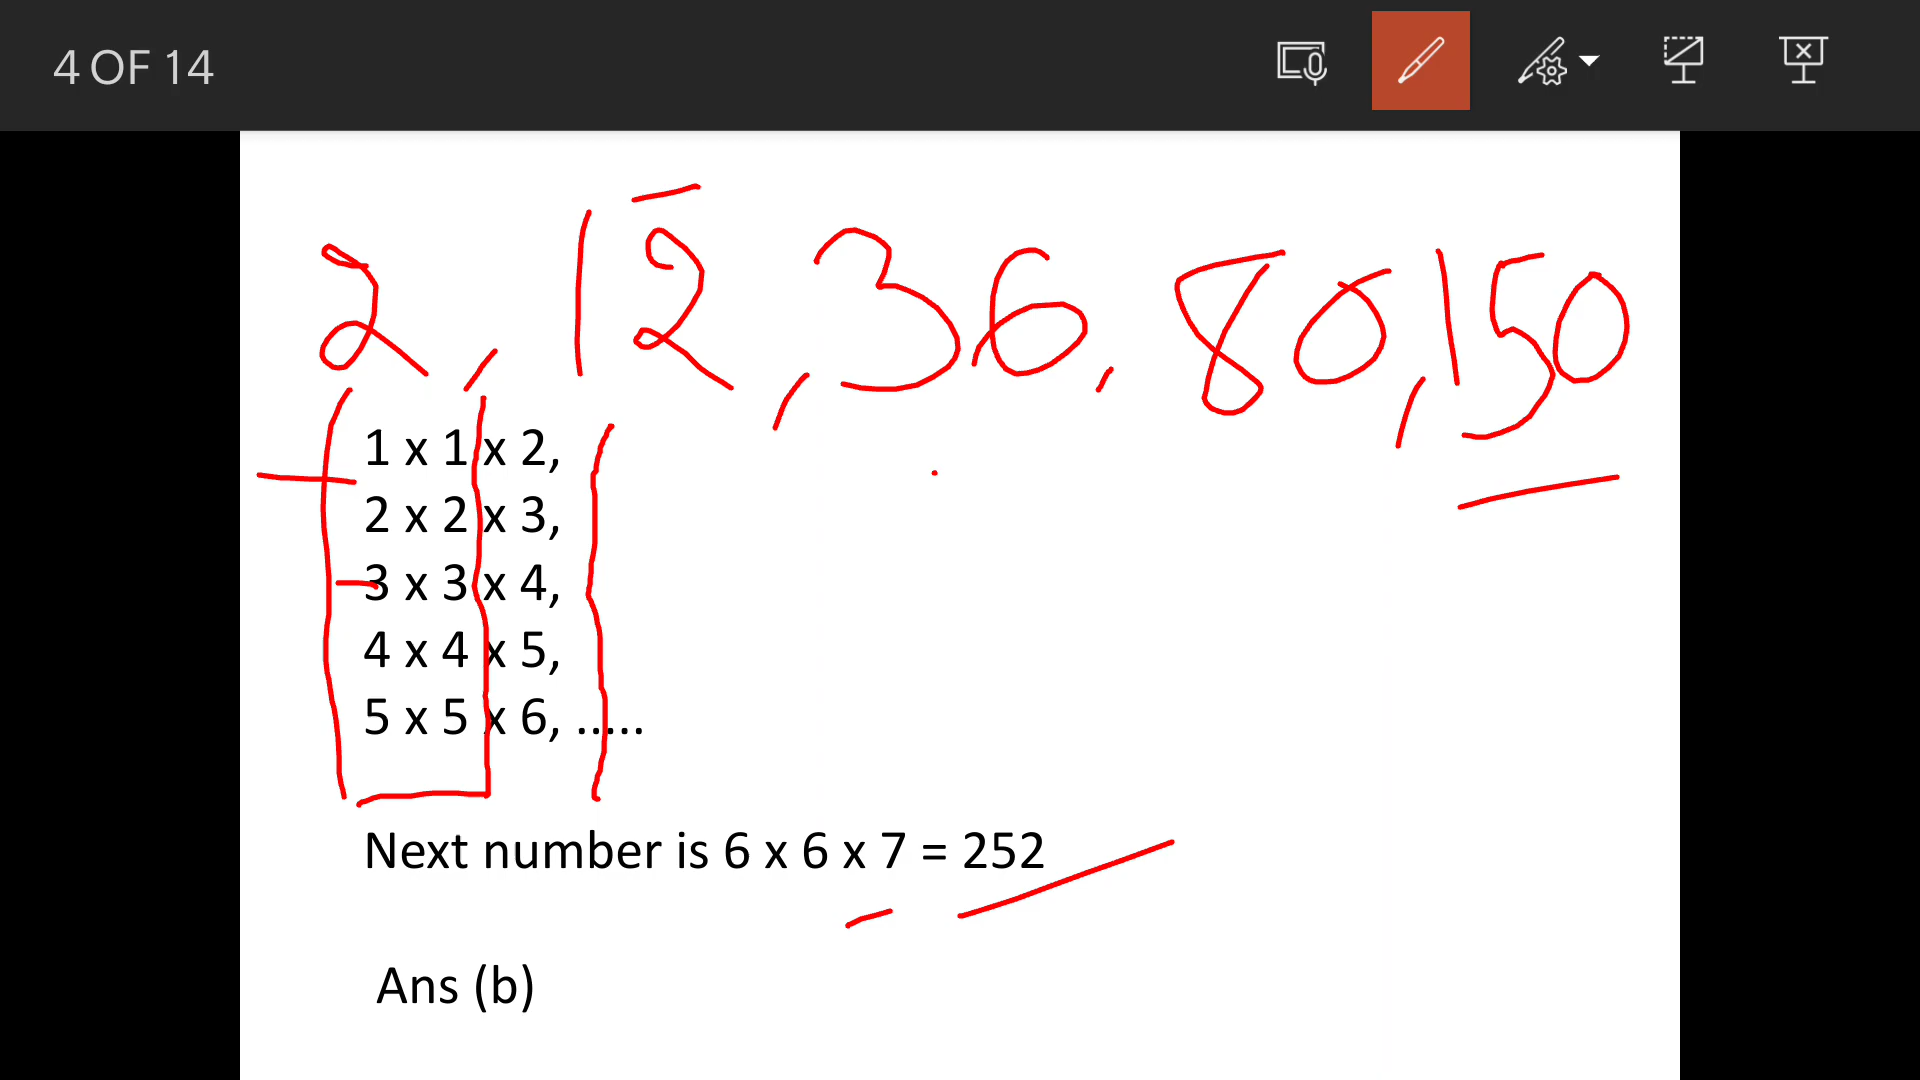 4 OF 14
2, 12, 36, 80, 150
1 x 1 x 2,
2 x 2 x 3,
3 x 3 x 4,
4 x 4 x 5,
5 x 5 x 6, .....
Next number is 6 x 6 x 7 = 252
Ans (b)